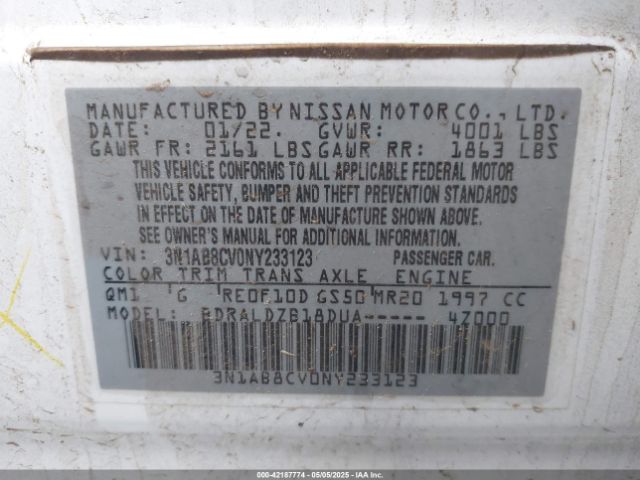 MANUFACTURED BY NISSAN MOTOR CO., LTD.
DATE: 01/22. GVWR: 4001 LBS
GAWR FR: 2161 LBS GAWR RR: 1863 LBS
THIS VEHICLE CONFORMS TO ALL APPLICABLE FEDERAL MOTOR
VEHICLE SAFETY, BUMPER AND THEFT PREVENTION STANDARDS
IN EFFECT ON THE DATE OF MANUFACTURE SHOWN ABOVE.
SEE OWNER'S MANUAL FOR ADDITIONAL INFORMATION.
VIN: 3N1AB8CV0NY233123 PASSENGER CAR.
COLOR TRIM TRANS AXLE ENGINE
QM1 G RE0F10D GS50 MR20 1997 CC
MODEL: BDRALDZB18DUA----- 4Z000
3N1AB8CV0NY233123
000-42187774 05/05/2025 IAAI.COM